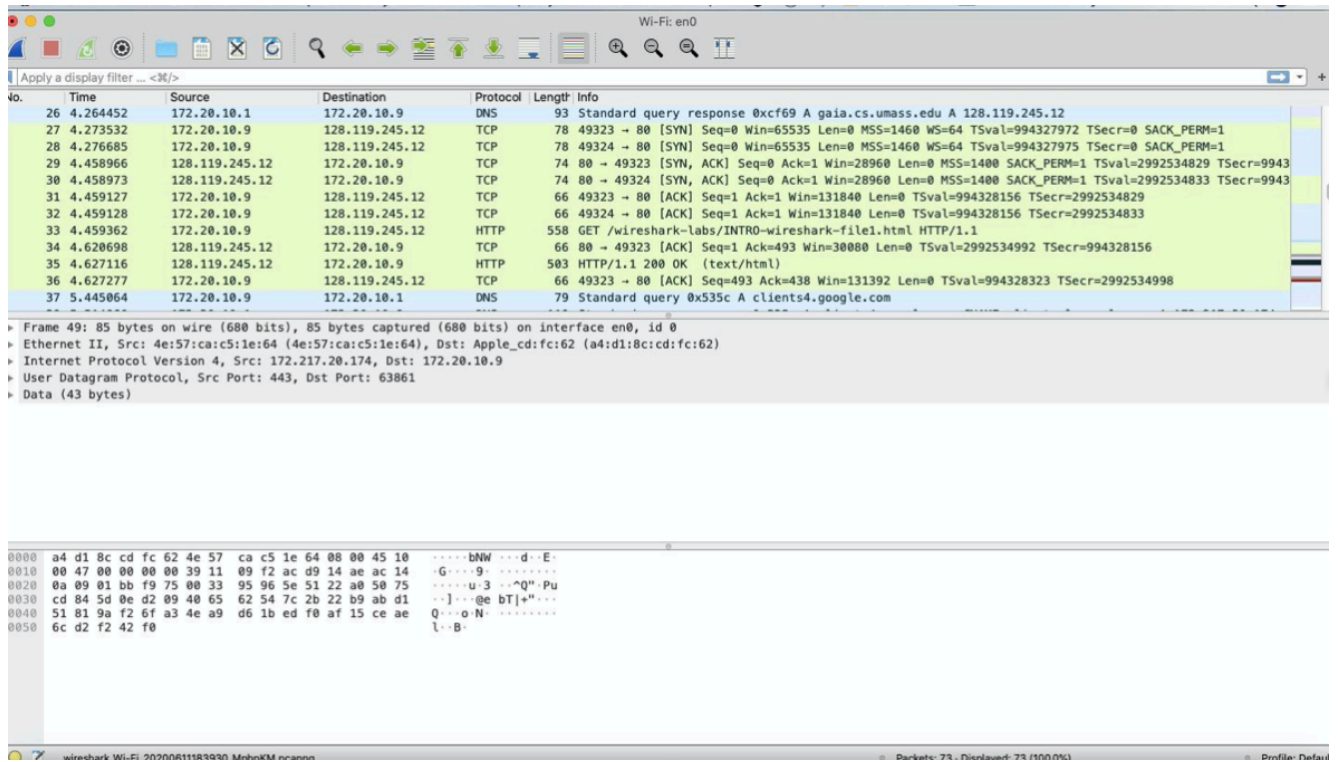 Wi-Fi: en0
Apply a display filter ... <⌘/>
No. Time Source Destination Protocol Length Info
26 4.264452 172.20.10.1 172.20.10.9 DNS 93 Standard query response 0xcf69 A gaia.cs.umass.edu A 128.119.245.12
27 4.273532 172.20.10.9 128.119.245.12 TCP 78 49323 → 80 [SYN] Seq=0 Win=65535 Len=0 MSS=1460 WS=64 TSval=994327972 TSecr=0 SACK_PERM=1
28 4.276685 172.20.10.9 128.119.245.12 TCP 78 49324 → 80 [SYN] Seq=0 Win=65535 Len=0 MSS=1460 WS=64 TSval=994327975 TSecr=0 SACK_PERM=1
29 4.458966 128.119.245.12 172.20.10.9 TCP 74 80 → 49323 [SYN, ACK] Seq=0 Ack=1 Win=28960 Len=0 MSS=1400 SACK_PERM=1 TSval=2992534829 TSecr=9943
30 4.458973 128.119.245.12 172.20.10.9 TCP 74 80 → 49324 [SYN, ACK] Seq=0 Ack=1 Win=28960 Len=0 MSS=1400 SACK_PERM=1 TSval=2992534833 TSecr=9943
31 4.459127 172.20.10.9 128.119.245.12 TCP 66 49323 → 80 [ACK] Seq=1 Ack=1 Win=131840 Len=0 TSval=994328156 TSecr=2992534829
32 4.459128 172.20.10.9 128.119.245.12 TCP 66 49324 → 80 [ACK] Seq=1 Ack=1 Win=131840 Len=0 TSval=994328156 TSecr=2992534833
33 4.459362 172.20.10.9 128.119.245.12 HTTP 558 GET /wireshark-labs/INTRO-wireshark-file1.html HTTP/1.1
34 4.620698 128.119.245.12 172.20.10.9 TCP 66 80 → 49323 [ACK] Seq=1 Ack=493 Win=30080 Len=0 TSval=2992534992 TSecr=994328156
35 4.627116 128.119.245.12 172.20.10.9 HTTP 503 HTTP/1.1 200 OK (text/html)
36 4.627277 172.20.10.9 128.119.245.12 TCP 66 49323 → 80 [ACK] Seq=493 Ack=438 Win=131392 Len=0 TSval=994328323 TSecr=2992534998
37 5.445064 172.20.10.9 172.20.10.1 DNS 79 Standard query 0x535c A clients4.google.com
Frame 49: 85 bytes on wire (680 bits), 85 bytes captured (680 bits) on interface en0, id 0
Ethernet II, Src: 4e:57:ca:c5:1e:64 (4e:57:ca:c5:1e:64), Dst: Apple_cd:fc:62 (a4:d1:8c:cd:fc:62)
Internet Protocol Version 4, Src: 172.217.20.174, Dst: 172.20.10.9
User Datagram Protocol, Src Port: 443, Dst Port: 63861
Data (43 bytes)
0000 a4 d1 8c cd fc 62 4e 57 ca c5 1e 64 08 00 45 10 ·····bNW ···d··E·
0010 00 47 00 00 00 00 39 11 09 f2 ac d9 14 ae ac 14 ·G····9· ········
0020 0a 09 01 bb f9 75 00 33 95 96 5e 51 22 a0 50 75 ·····u·3 ··^Q"·Pu
0030 cd 84 5d 0e d2 09 40 65 62 54 7c 2b 22 b9 ab d1 ··]···@e bT|+"···
0040 51 81 9a f2 6f a3 4e a9 d6 1b ed f0 af 15 ce ae Q···o·N· ········
0050 6c d2 f2 42 f0 l··B·
Packets: 73 · Displayed: 73 (100.0%) Profile: Defaul